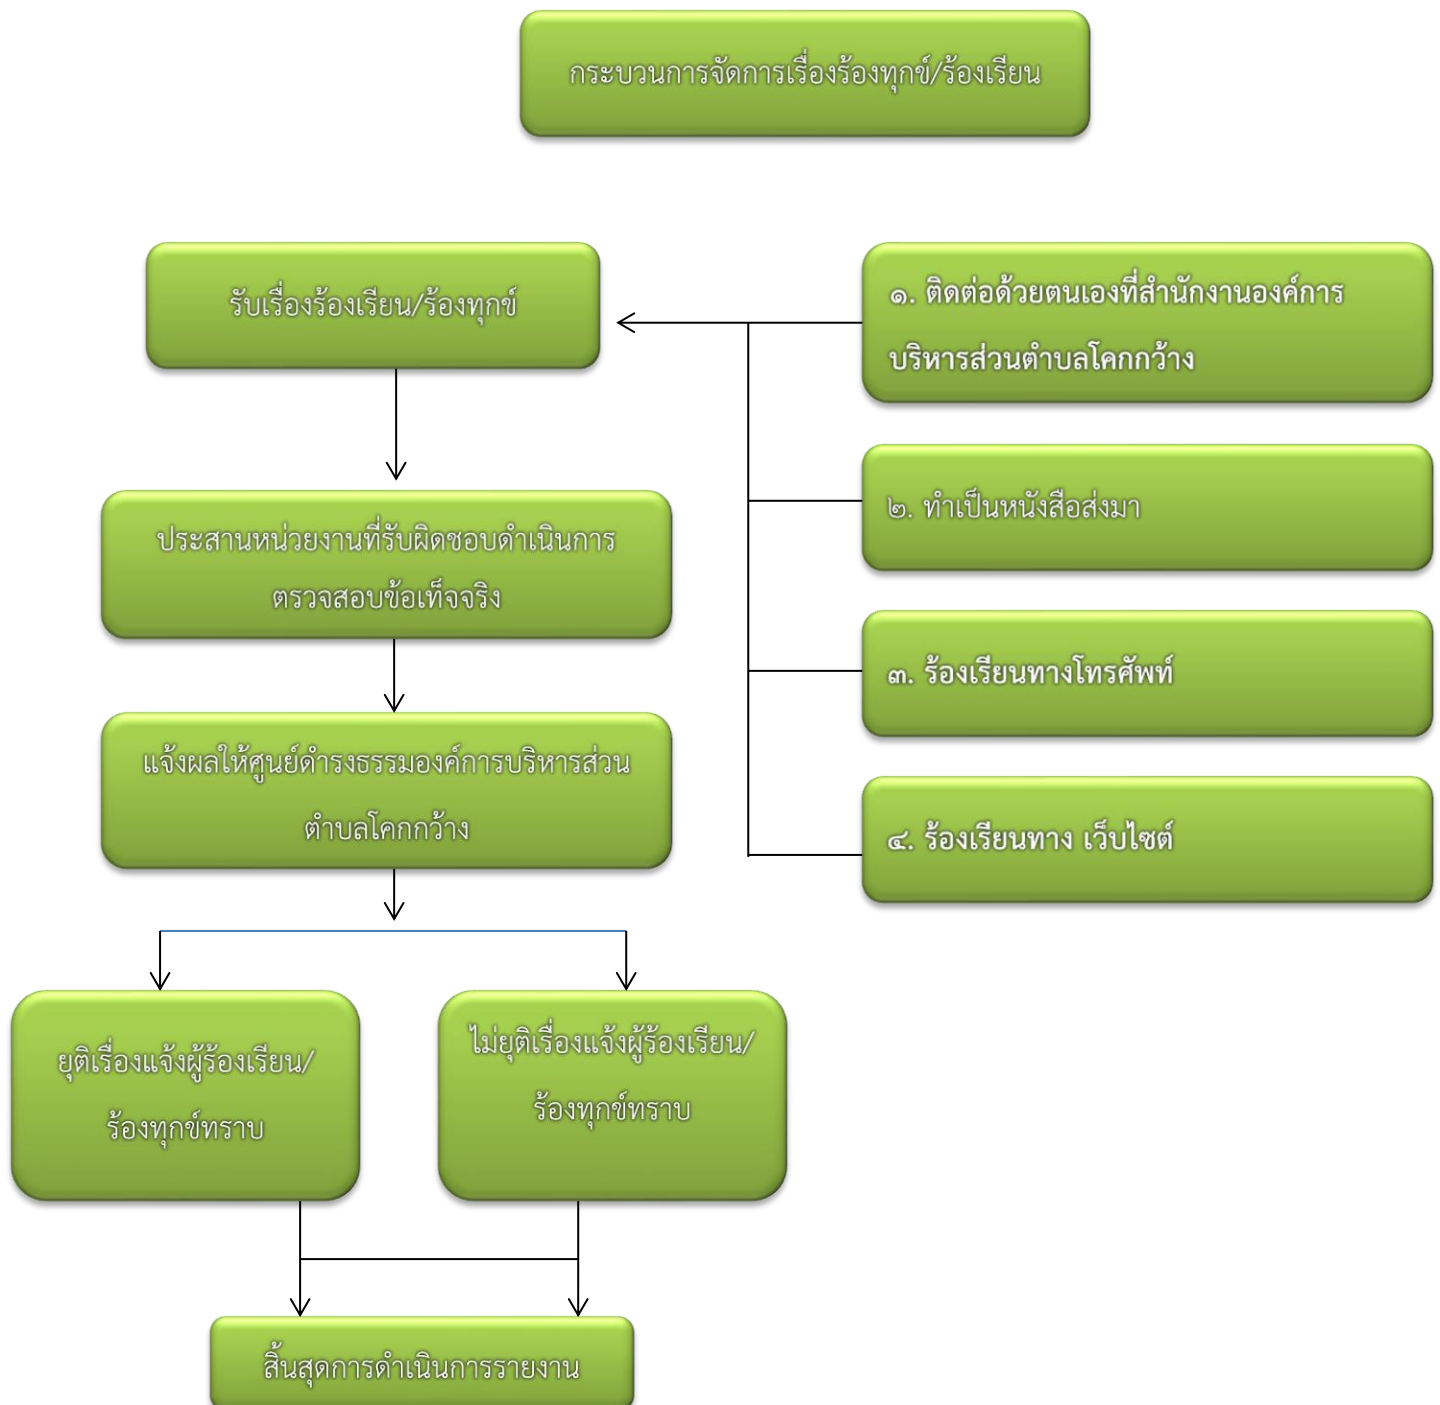 กระบวนการจัดการเรื่องร้องทุกข์/ร้องเรียน
รับเรื่องร้องเรียน/ร้องทุกข์
๑. ติดต่อด้วยตนเองที่สำนักงานองค์การ
บริหารส่วนตำบลโคกกว้าง
๒. ทำเป็นหนังสือส่งมา
๓. ร้องเรียนทางโทรศัพท์
๔. ร้องเรียนทาง เว็บไซต์
ประสานหน่วยงานที่รับผิดชอบดำเนินการ
ตรวจสอบข้อเท็จจริง
แจ้งผลให้ศูนย์ดำรงธรรมองค์การบริหารส่วน
ตำบลโคกกว้าง
ยุติเรื่องแจ้งผู้ร้องเรียน/
ร้องทุกข์ทราบ
ไม่ยุติเรื่องแจ้งผู้ร้องเรียน/
ร้องทุกข์ทราบ
สิ้นสุดการดำเนินการรายงาน